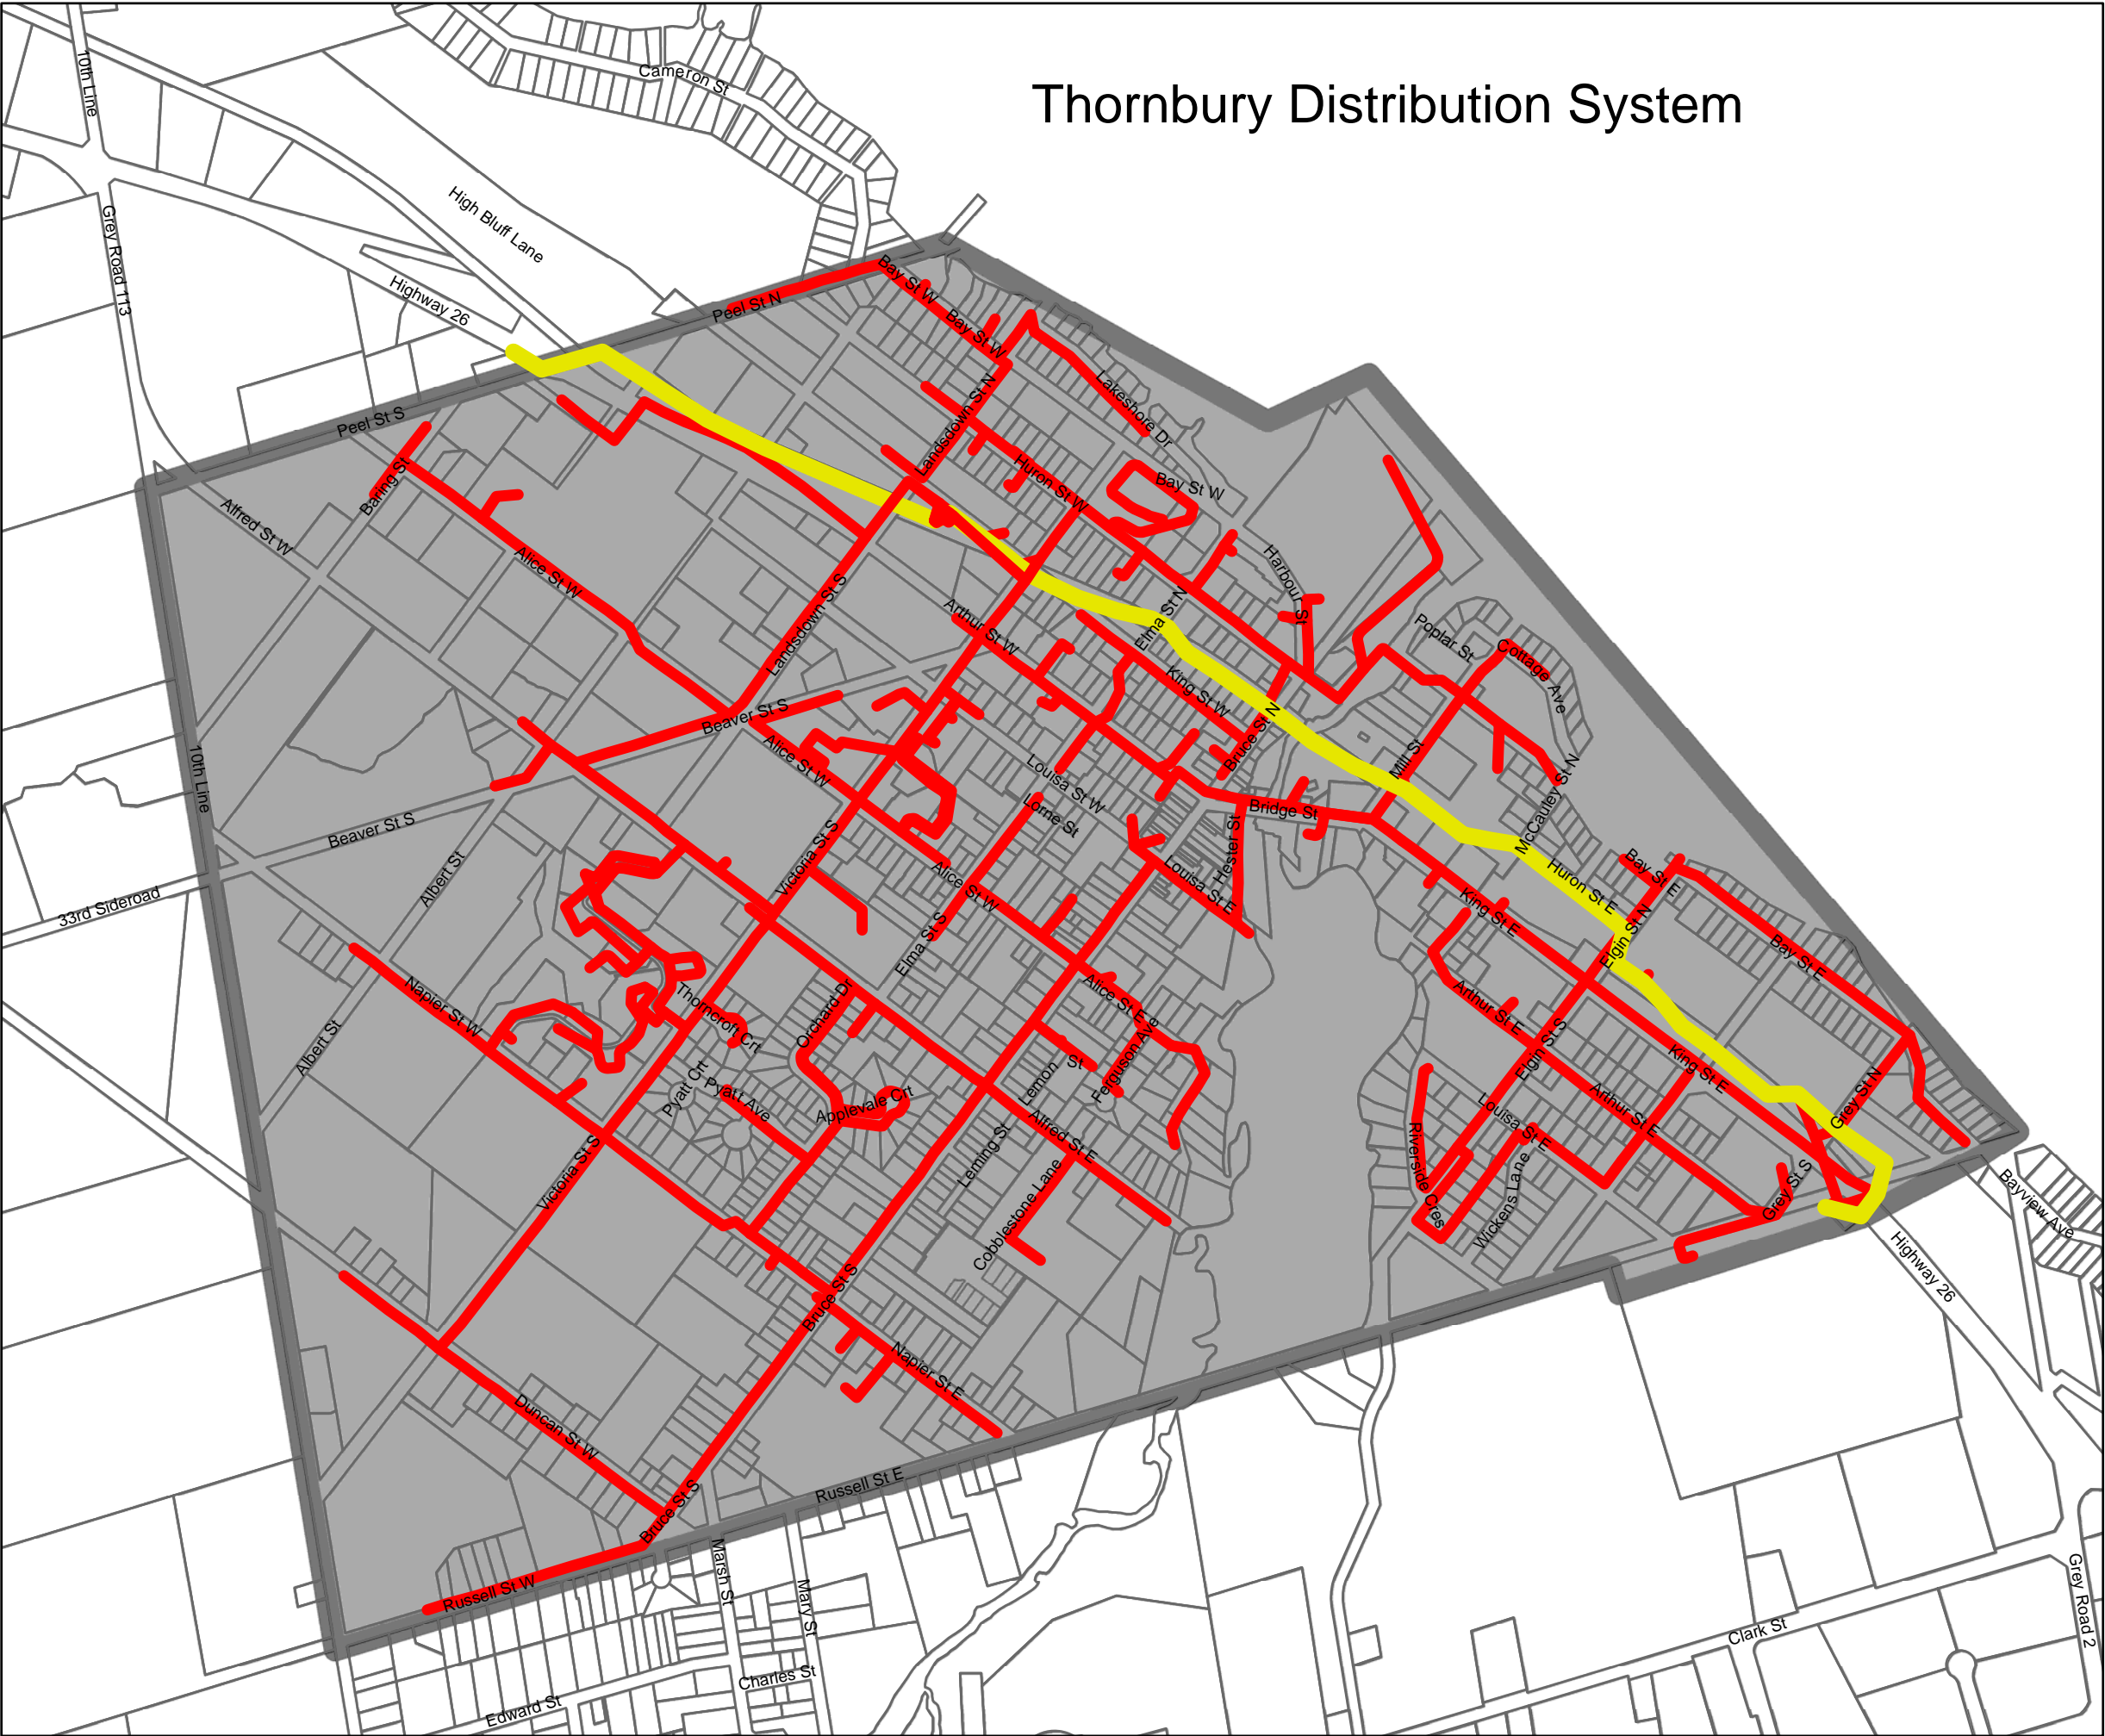 Thornbury Distribution System
10th Line
Cameron St
Grey Road 113
High Bluff Lane
Highway 26
Peel St N
Bay St W
Bay St W
Lakeshore Dr
Landsdown St N
Peel St S
Baring St
Alfred St W
Huron St W
Bay St W
Alice St W
Landsdown St S
Harbour St
Elma St N
Arthur St W
Poplar St
Cottage Ave
King St W
Bruce St N
Beaver St S
Alice St W
10th Line
Louisa St W
Lorne St
Mill St
McCauley St N
Bridge St
Beaver St S
Hester St
Victoria St S
Albert St
33rd Sideroad
Alice St W
Louisa St E
Huron St E
Bay St E
King St E
Elma St S
Elgin St N
Bay St E
Napier St W
Thorncroft Crt
Orchard Dr
Alice St E
Arthur St E
Albert St
Elgin St S
Pyatt Crt
Pyatt Ave
Applevale Crt
Lemon St
Ferguson Ave
King St E
Grey St N
Arthur St E
Louisa St E
Alfred St E
Leming St
Riverside Cres
Victoria St S
Cobblestone Lane
Wickens Lane
Grey St S
Bayview Ave
Highway 26
Bruce St S
Napier St E
Duncan St W
Russell St E
Bruce St S
Russell St W
Marsh St
Mary St
Grey Road 2
Clark St
Charles St
Edward St